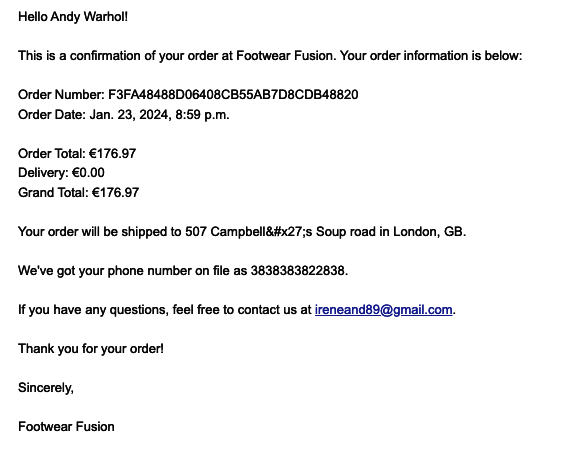 Hello Andy Warhol!
This is a confirmation of your order at Footwear Fusion. Your order information is below:
Order Number: F3FA48488D06408CB55AB7D8CDB48820
Order Date: Jan. 23, 2024, 8:59 p.m.
Order Total: €176.97
Delivery: €0.00
Grand Total: €176.97
Your order will be shipped to 507 Campbell&#x27;s Soup road in London, GB.
We've got your phone number on file as 3838383822838.
If you have any questions, feel free to contact us at ireneand89@gmail.com.
Thank you for your order!
Sincerely,
Footwear Fusion